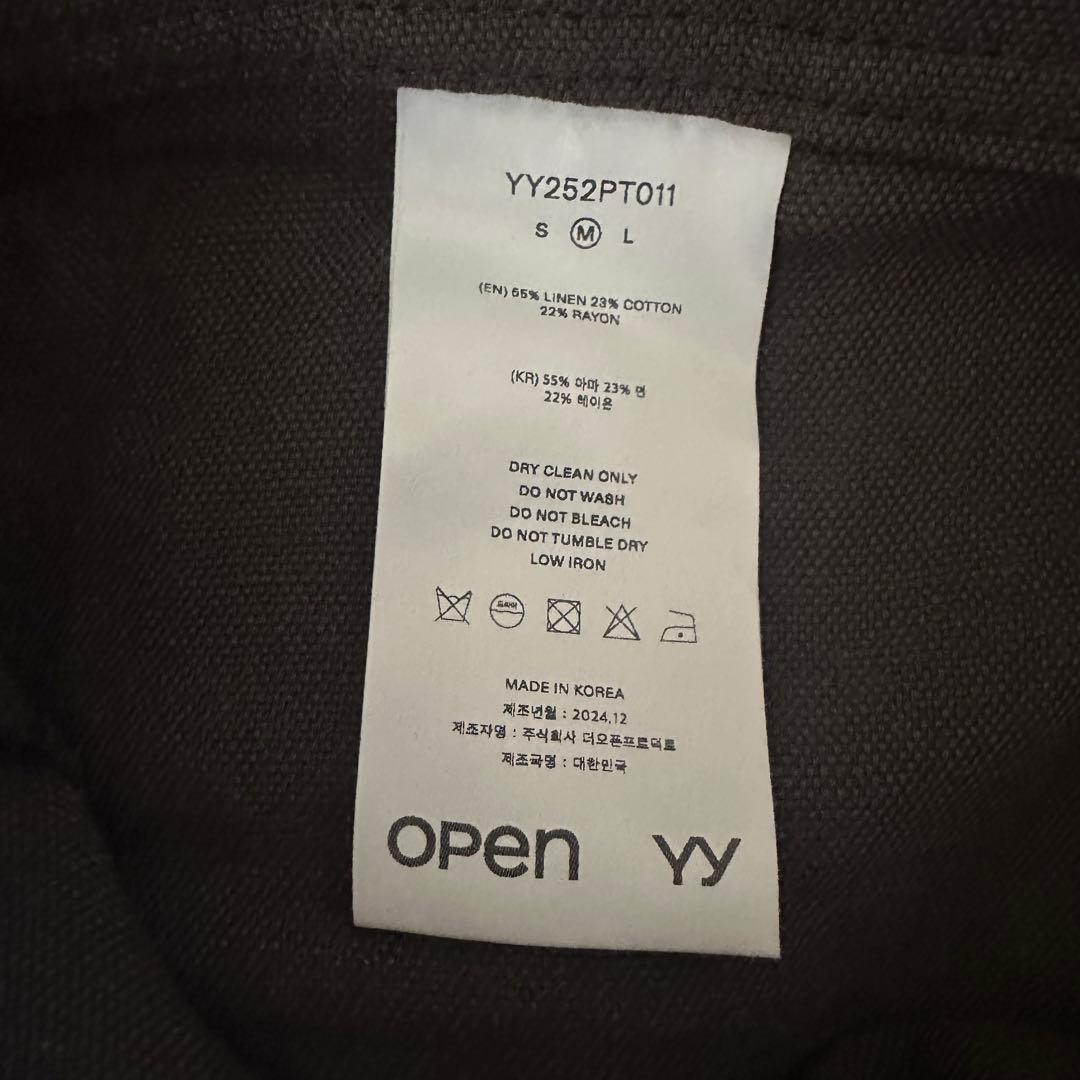 YY252PT011
S M L
(EN) 55% LINEN 23% COTTON
22% RAYON
(KR) 55% 아마 23% 면
22% 레이온
DRY CLEAN ONLY
DO NOT WASH
DO NOT BLEACH
DO NOT TUMBLE DRY
LOW IRON
드라이
MADE IN KOREA
제조년월 : 2024.12
제조자명 : 주식회사 더오픈프로덕트
제조국명 : 대한민국
OPEN YY